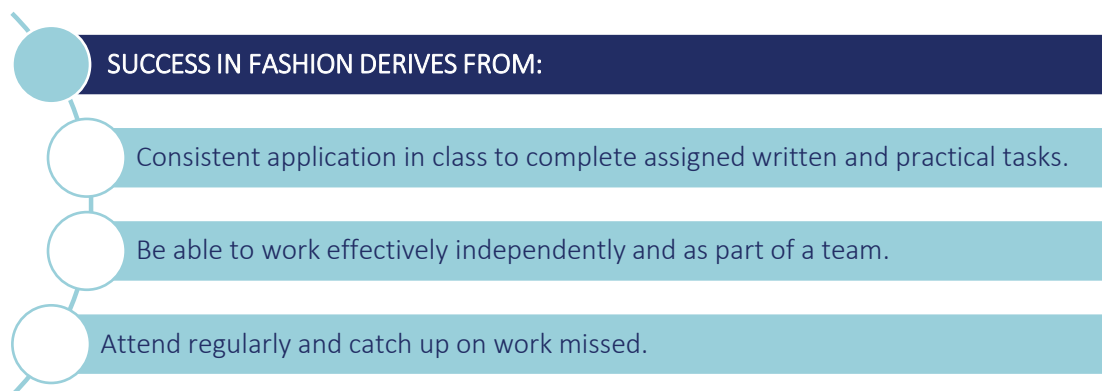 SUCCESS IN FASHION DERIVES FROM:
Consistent application in class to complete assigned written and practical tasks.
Be able to work effectively independently and as part of a team.
Attend regularly and catch up on work missed.